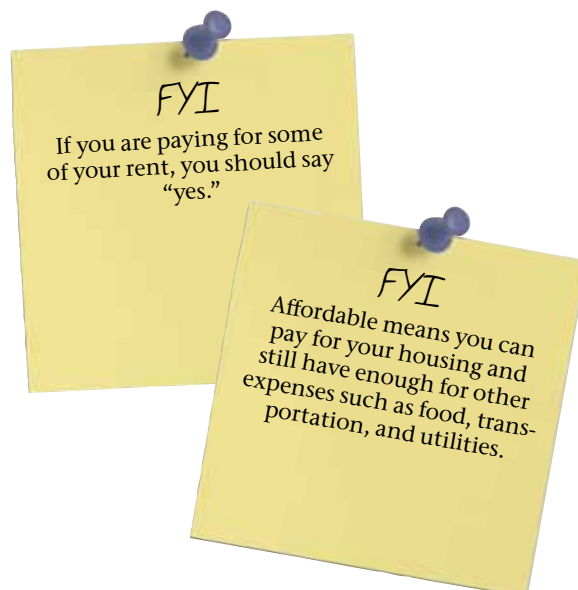 FYI
If you are paying for some
of your rent, you should say
“yes.”
FYI
Affordable means you can
pay for your housing and
still have enough for other
expenses such as food, trans-
portation, and utilities.